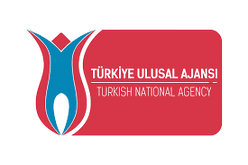 TÜRKİYE ULUSAL AJANSI
TURKISH NATIONAL AGENCY